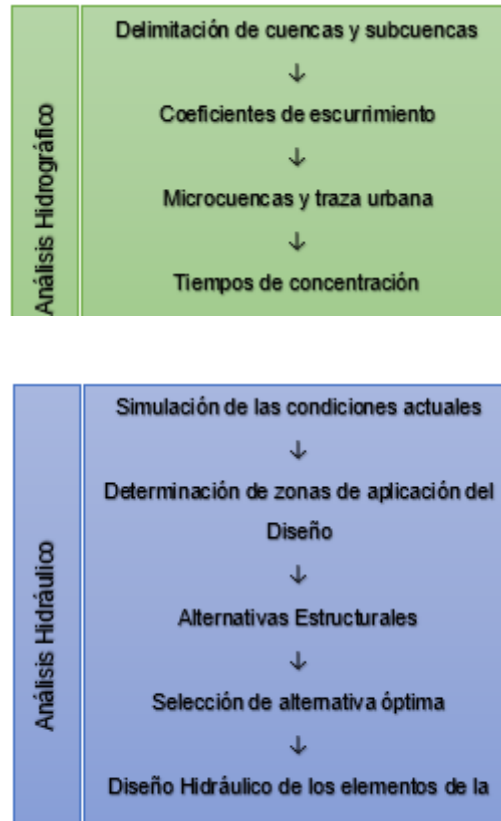 Análisis Hidrográfico
Delimitación de cuencas y subcuencas
↓
Coeficientes de escurrimiento
↓
Microcuencas y traza urbana
↓
Tiempos de concentración
Análisis Hidráulico
Simulación de las condiciones actuales
↓
Determinación de zonas de aplicación del
Diseño
↓
Alternativas Estructurales
↓
Selección de alternativa óptima
↓
Diseño Hidráulico de los elementos de la